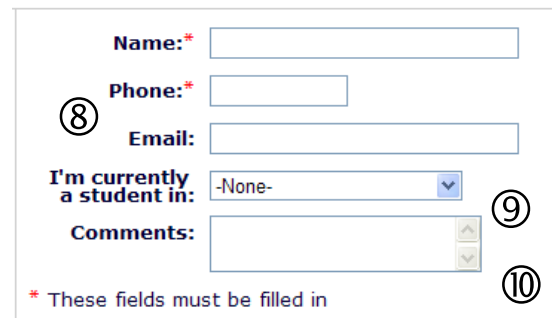 Name:*
Phone:*
⑧
Email:
I'm currently
a student in:
-None-
⑨
Comments:
⑩
* These fields must be filled in